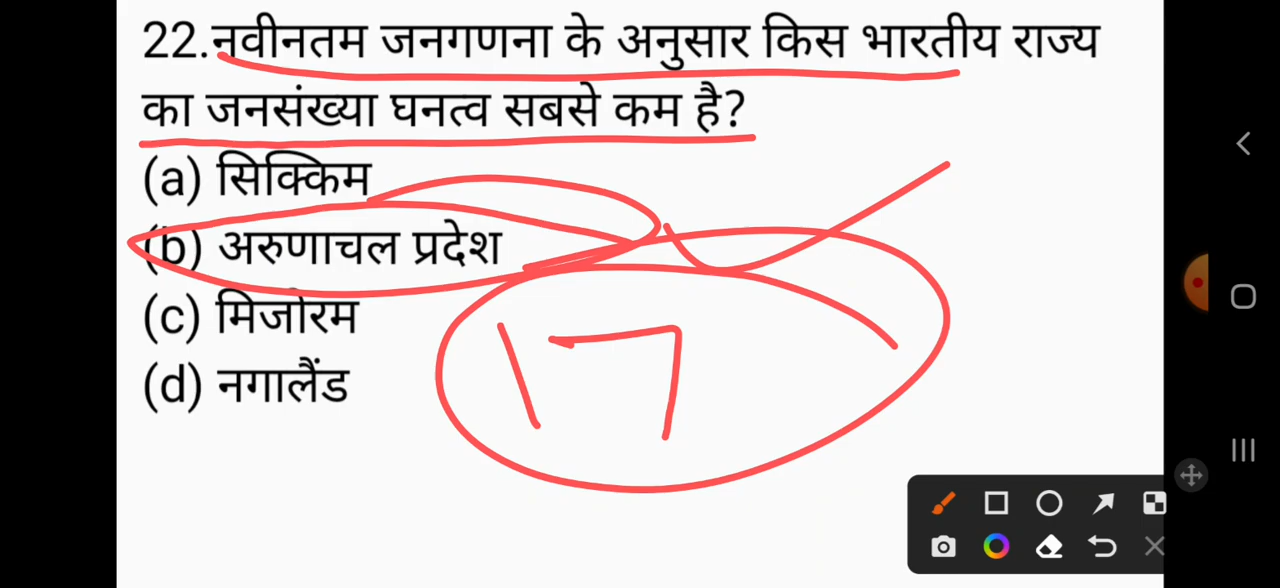 22.नवीनतम जनगणना के अनुसार किस भारतीय राज्य
का जनसंख्या घनत्व सबसे कम है?
(a) सिक्किम
(b) अरुणाचल प्रदेश
(c) मिजोरम
(d) नगालैंड
17